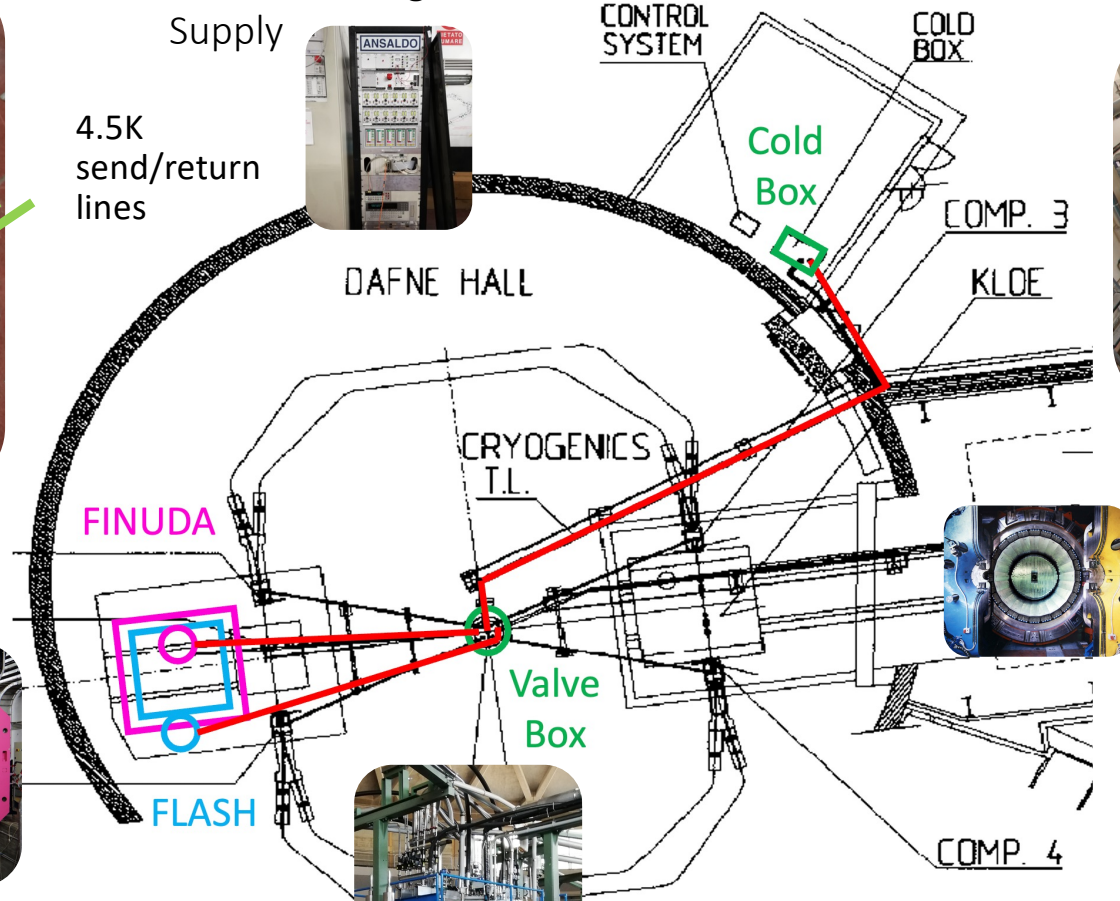 Supply
ANSALDO
4.5K
send/return
lines
CONTROL
SYSTEM
COLD
BOX
Cold
Box
COMP. 3
KLOE
DAFNE HALL
CRYOGENICS
T.L.
FINUDA
Valve
Box
FLASH
COMP. 4